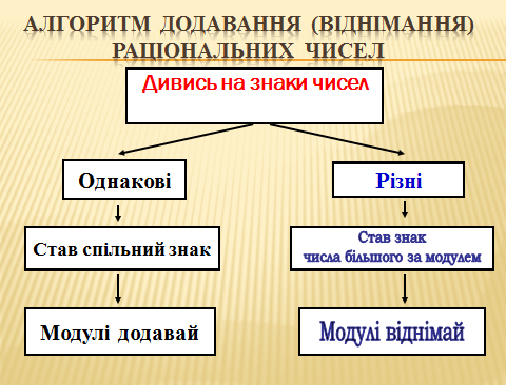 АЛГОРИТМ ДОДАВАННЯ (ВІДНІМАННЯ)
РАЦІОНАЛЬНИХ ЧИСЕЛ
Дивись на знаки чисел
Однакові
Різні
Став спільний знак
Став знак
числа більшого за модулем
Модулі додавай
Модулі віднімай